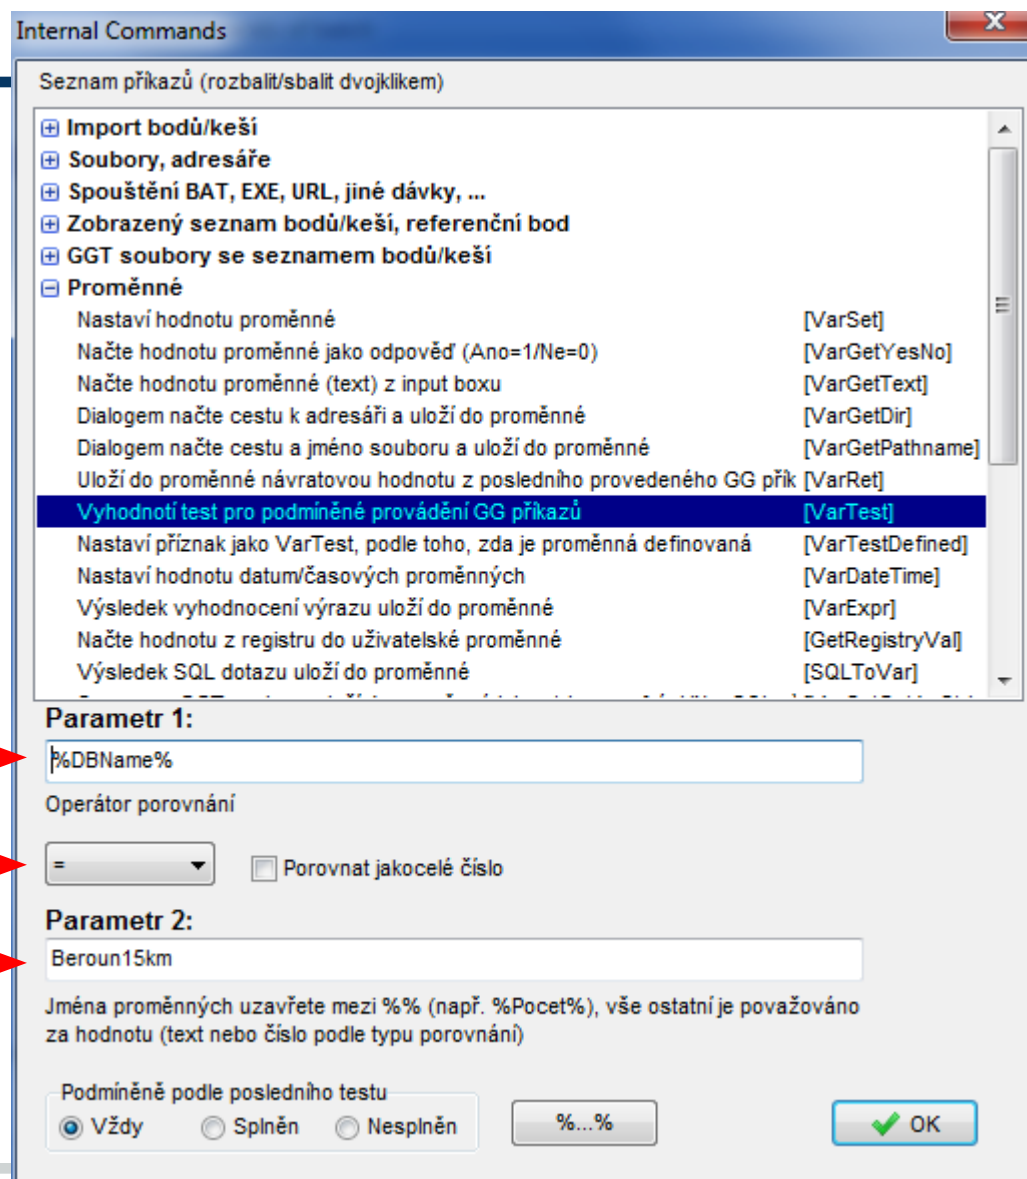 Internal Commands
Seznam příkazů (rozbalit/sbalit dvojklikem)
Import bodů/keší
Soubory, adresáře
Spouštění BAT, EXE, URL, jiné dávky, ...
Zobrazený seznam bodů/keší, referenční bod
GGT soubory se seznamem bodů/keší
Proměnné
Nastaví hodnotu proměnné [VarSet]
Načte hodnotu proměnné jako odpověď (Ano=1/Ne=0) [VarGetYesNo]
Načte hodnotu proměnné (text) z input boxu [VarGetText]
Dialogem načte cestu k adresáři a uloží do proměnné [VarGetDir]
Dialogem načte cestu a jméno souboru a uloží do proměnné [VarGetPathname]
Uloží do proměnné návratovou hodnotu z posledního provedeného GG přík [VarRet]
Vyhodnotí test pro podmíněné provádění GG příkazů [VarTest]
Nastaví příznak jako VarTest, podle toho, zda je proměnná definovaná [VarTestDefined]
Nastaví hodnotu datum/časových proměnných [VarDateTime]
Výsledek vyhodnocení výrazu uloží do proměnné [VarExpr]
Načte hodnotu z registru do uživatelské proměnné [GetRegistryVal]
Výsledek SQL dotazu uloží do proměnné [SQLToVar]
Parametr 1:
%DBName%
Operátor porovnání
= Porovnat jakocelé číslo
Parametr 2:
Beroun15km
Jména proměnných uzavřete mezi %% (např. %Pocet%), vše ostatní je považováno
za hodnotu (text nebo číslo podle typu porovnání)
Podmíněně podle posledního testu
Vždy Splněn Nesplněn %...% OK